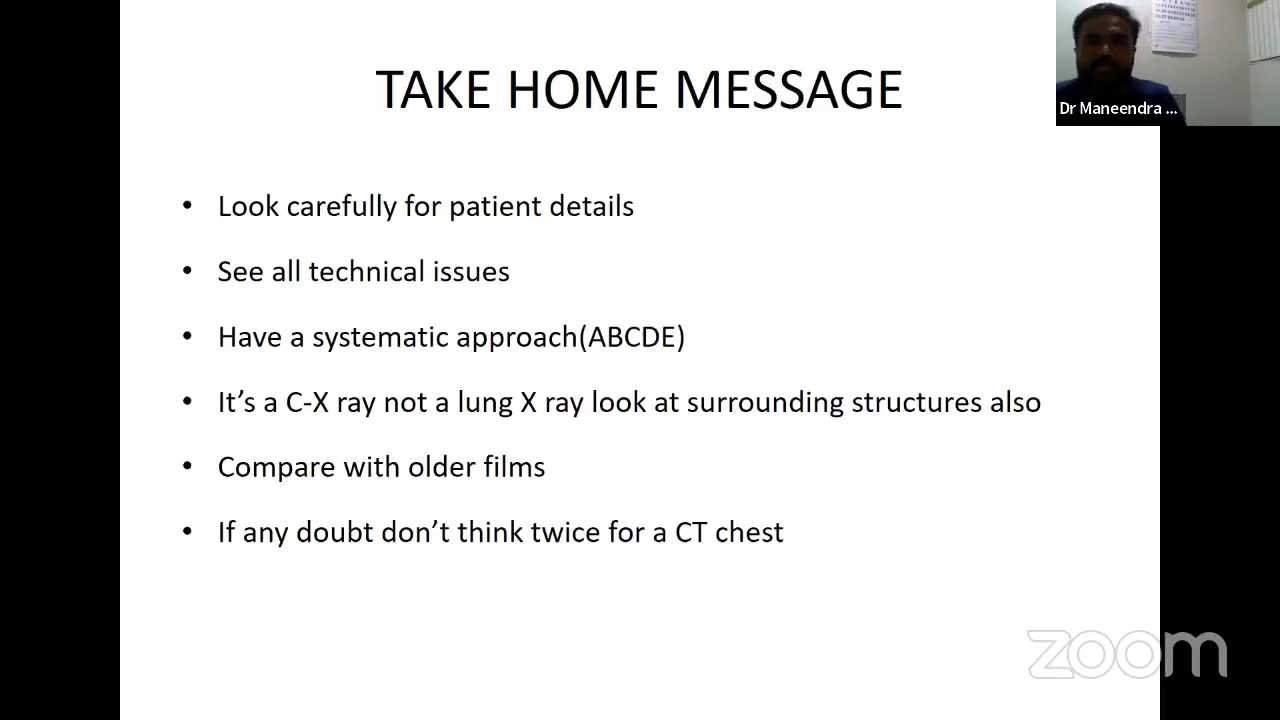 TAKE HOME MESSAGE
Dr Maneendra ...
• Look carefully for patient details
• See all technical issues
• Have a systematic approach(ABCDE)
• It’s a C-X ray not a lung X ray look at surrounding structures also
• Compare with older films
• If any doubt don’t think twice for a CT chest
zoom